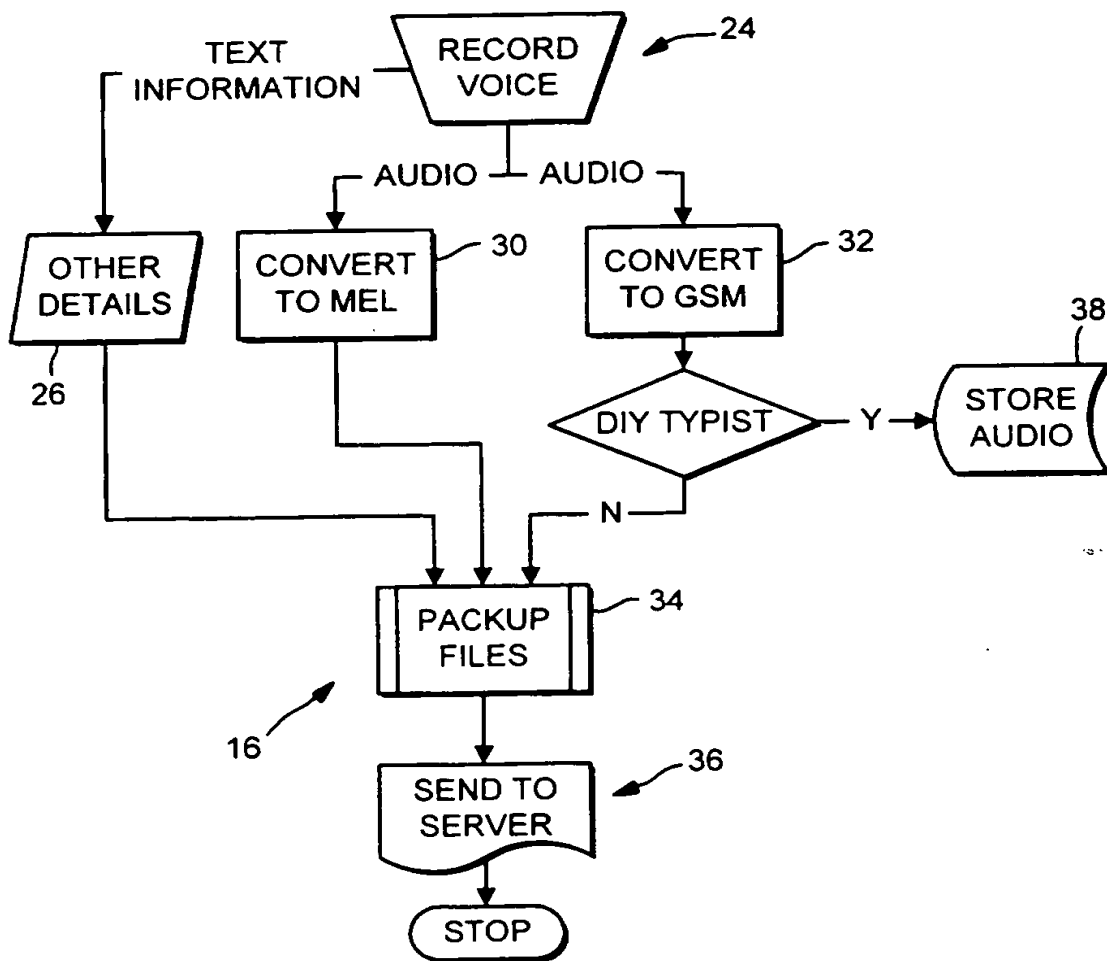 RECORD
VOICE
24
TEXT
INFORMATION
AUDIO
AUDIO
OTHER
DETAILS
26
CONVERT
TO MEL
30
CONVERT
TO GSM
32
DIY TYPIST
Y
STORE
AUDIO
38
N
PACKUP
FILES
34
16
SEND TO
SERVER
36
STOP